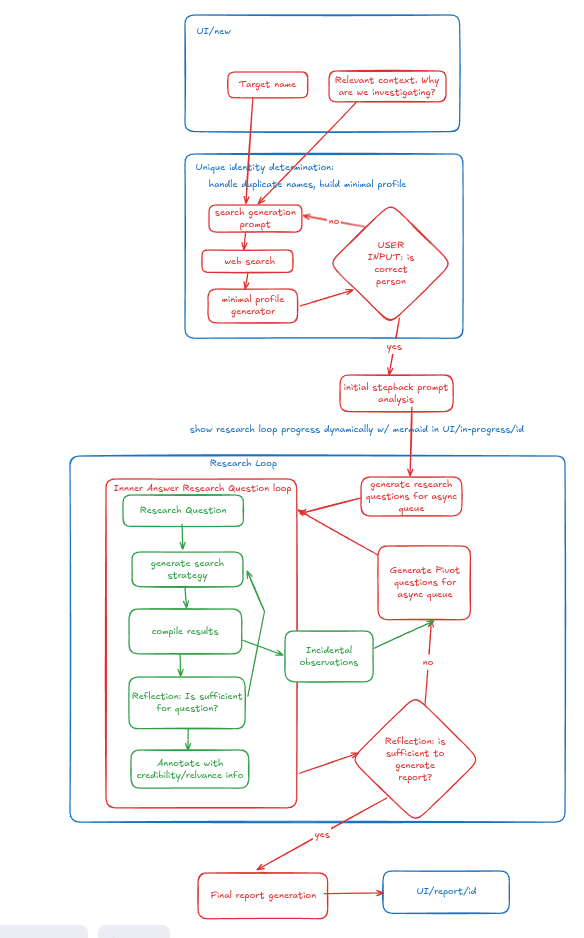 UI/new
Target name
Relevant context. Why
are we investigating?
Unique identity determination:
handle duplicate names, build minimal profile
search generation
prompt
no
web search
minimal profile
generator
USER
INPUT: is
correct
person
yes
initial stepback prompt
analysis
show research loop progress dynamically w/ mermaid in UI/in-progress/id
Research Loop
Innner Answer Research Question loop
generate research
questions for async
queue
Research Question
generate search
strategy
Generate Pivot
questions for
async queue
compile results
Incidental
observations
no
Reflection: Is sufficient
for question?
Reflection: is
sufficient to
generate
report?
Annotate with
credibility/relvance info
yes
Final report generation
UI/report/id